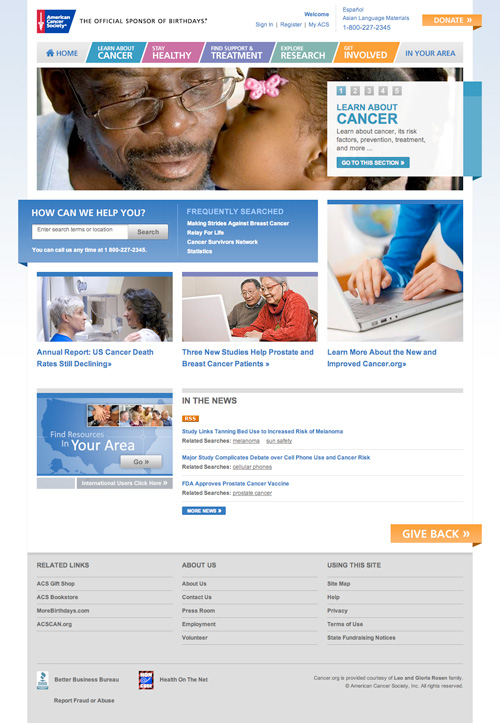 American
Cancer
Society®
THE OFFICIAL SPONSOR OF BIRTHDAYS.®
Welcome
Sign In | Register | My ACS
Español
Asian Language Materials
1-800-227-2345
DONATE »
HOME
LEARN ABOUT
CANCER
STAY
HEALTHY
FIND SUPPORT &
TREATMENT
EXPLORE
RESEARCH
GET
INVOLVED
IN YOUR AREA
1 2 3 4 5
LEARN ABOUT
CANCER
Learn about cancer, its risk
factors, prevention, treatment,
and more ...
GO TO THIS SECTION »
HOW CAN WE HELP YOU?
Enter search terms or location
Search
You can call us any time at 1 800-227-2345.
FREQUENTLY SEARCHED
Making Strides Against Breast Cancer
Relay For Life
Cancer Survivors Network
Statistics
Annual Report: US Cancer Death
Rates Still Declining»
Three New Studies Help Prostate and
Breast Cancer Patients »
Learn More About the New and
Improved Cancer.org»
Find Resources
In Your Area
Go »
International Users Click Here »
IN THE NEWS
RSS
Study Links Tanning Bed Use to Increased Risk of Melanoma
Related Searches: melanoma sun safety
Major Study Complicates Debate over Cell Phone Use and Cancer Risk
Related Searches: cellular phones
FDA Approves Prostate Cancer Vaccine
Related Searches: prostate cancer
MORE NEWS »
GIVE BACK »
RELATED LINKS
ACS Gift Shop
ACS Bookstore
MoreBirthdays.com
ACSCAN.org
ABOUT US
About Us
Contact Us
Press Room
Employment
Volunteer
USING THIS SITE
Site Map
Help
Privacy
Terms of Use
State Fundraising Notices
Better Business Bureau
Health On The Net
Report Fraud or Abuse
Cancer.org is provided courtesy of Leo and Gloria Rosen family.
© American Cancer Society, Inc. All rights reserved.